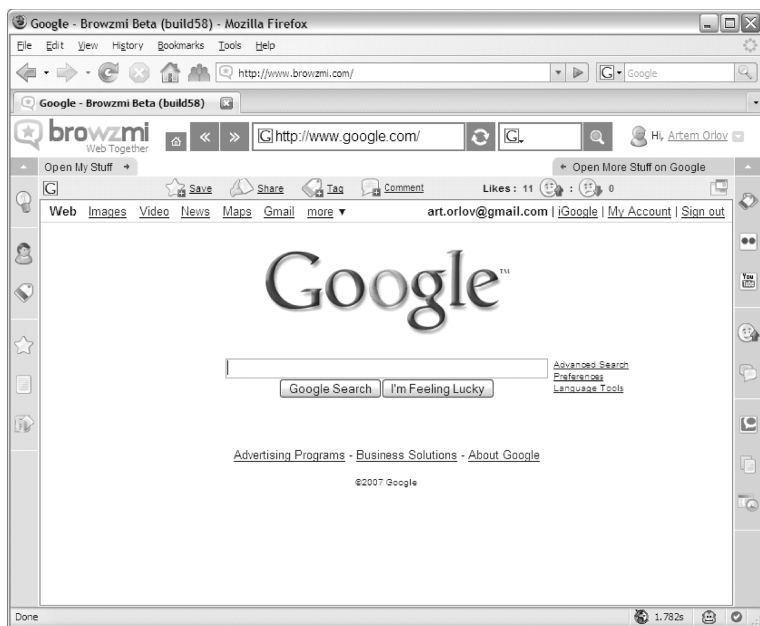 Google - Browzmi Beta (build58) - Mozilla Firefox
File Edit View History Bookmarks Tools Help
http://www.browzmi.com/ G Google
Google - Browzmi Beta (build58)
browzmi
Web Together
« » G http://www.google.com/ G Hi, Artem Orlov
Open My Stuff → ← Open More Stuff on Google
G Save Share Tag Comment Likes: 11 : 0
Web Images Video News Maps Gmail more ▼ art.orlov@gmail.com | iGoogle | My Account | Sign out
You Tube
Google™
Advanced Search
Preferences
Language Tools
Google Search I'm Feeling Lucky
Advertising Programs - Business Solutions - About Google
©2007 Google
Done 1.782s